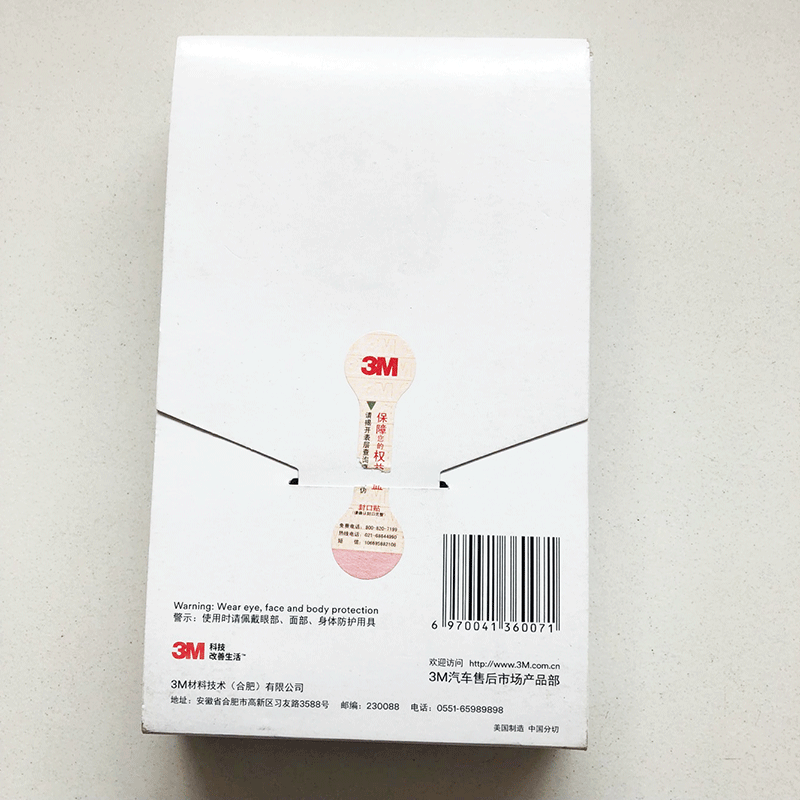 3M
请揭开表层查询
保障您的权益
封口贴
免费电话：800-820-7199
热线电话：021-68644960
短 信：106695882106
Warning: Wear eye, face and body protection
警示：使用时请佩戴眼部、面部、身体防护用具
6 970041 360071
3M 科技
改善生活™
欢迎访问 http://www.3M.com.cn
3M汽车售后市场产品部
3M材料技术（合肥）有限公司
地址：安徽省合肥市高新区习友路3588号 邮编：230088 电话：0551-65989898
美国制造 中国分切